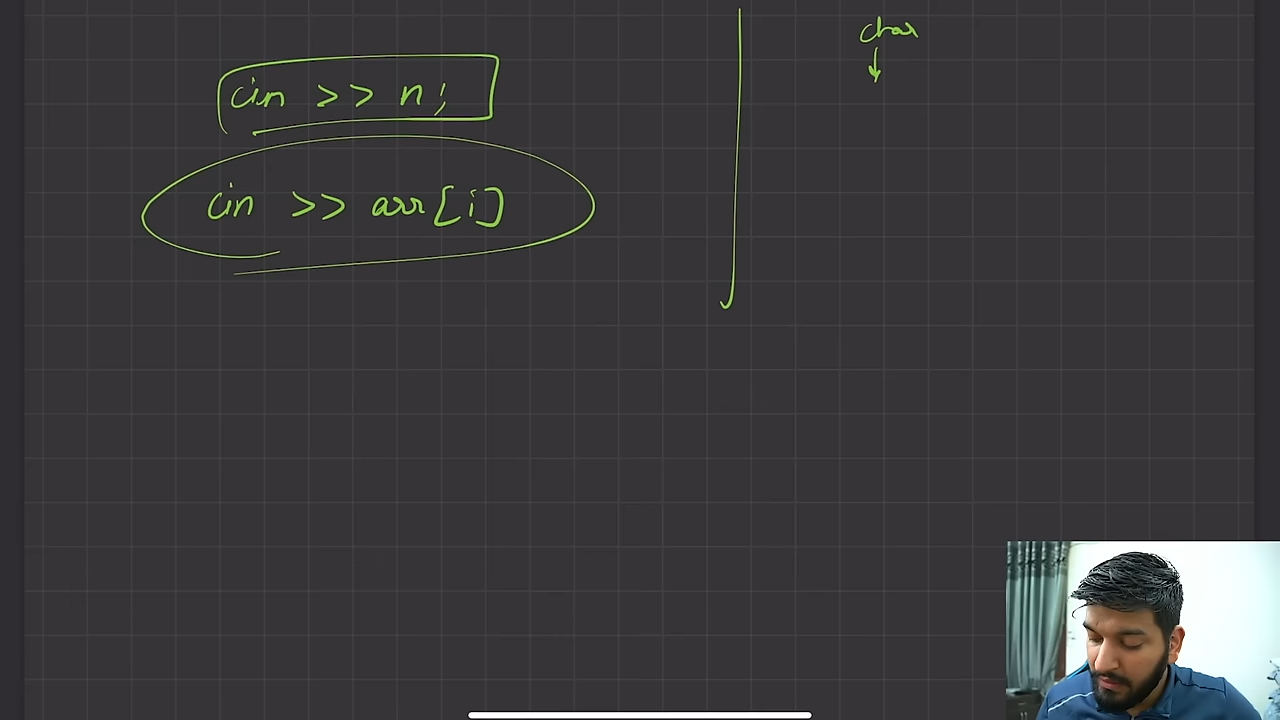 cin >> n;
cin >> arr[i]
char